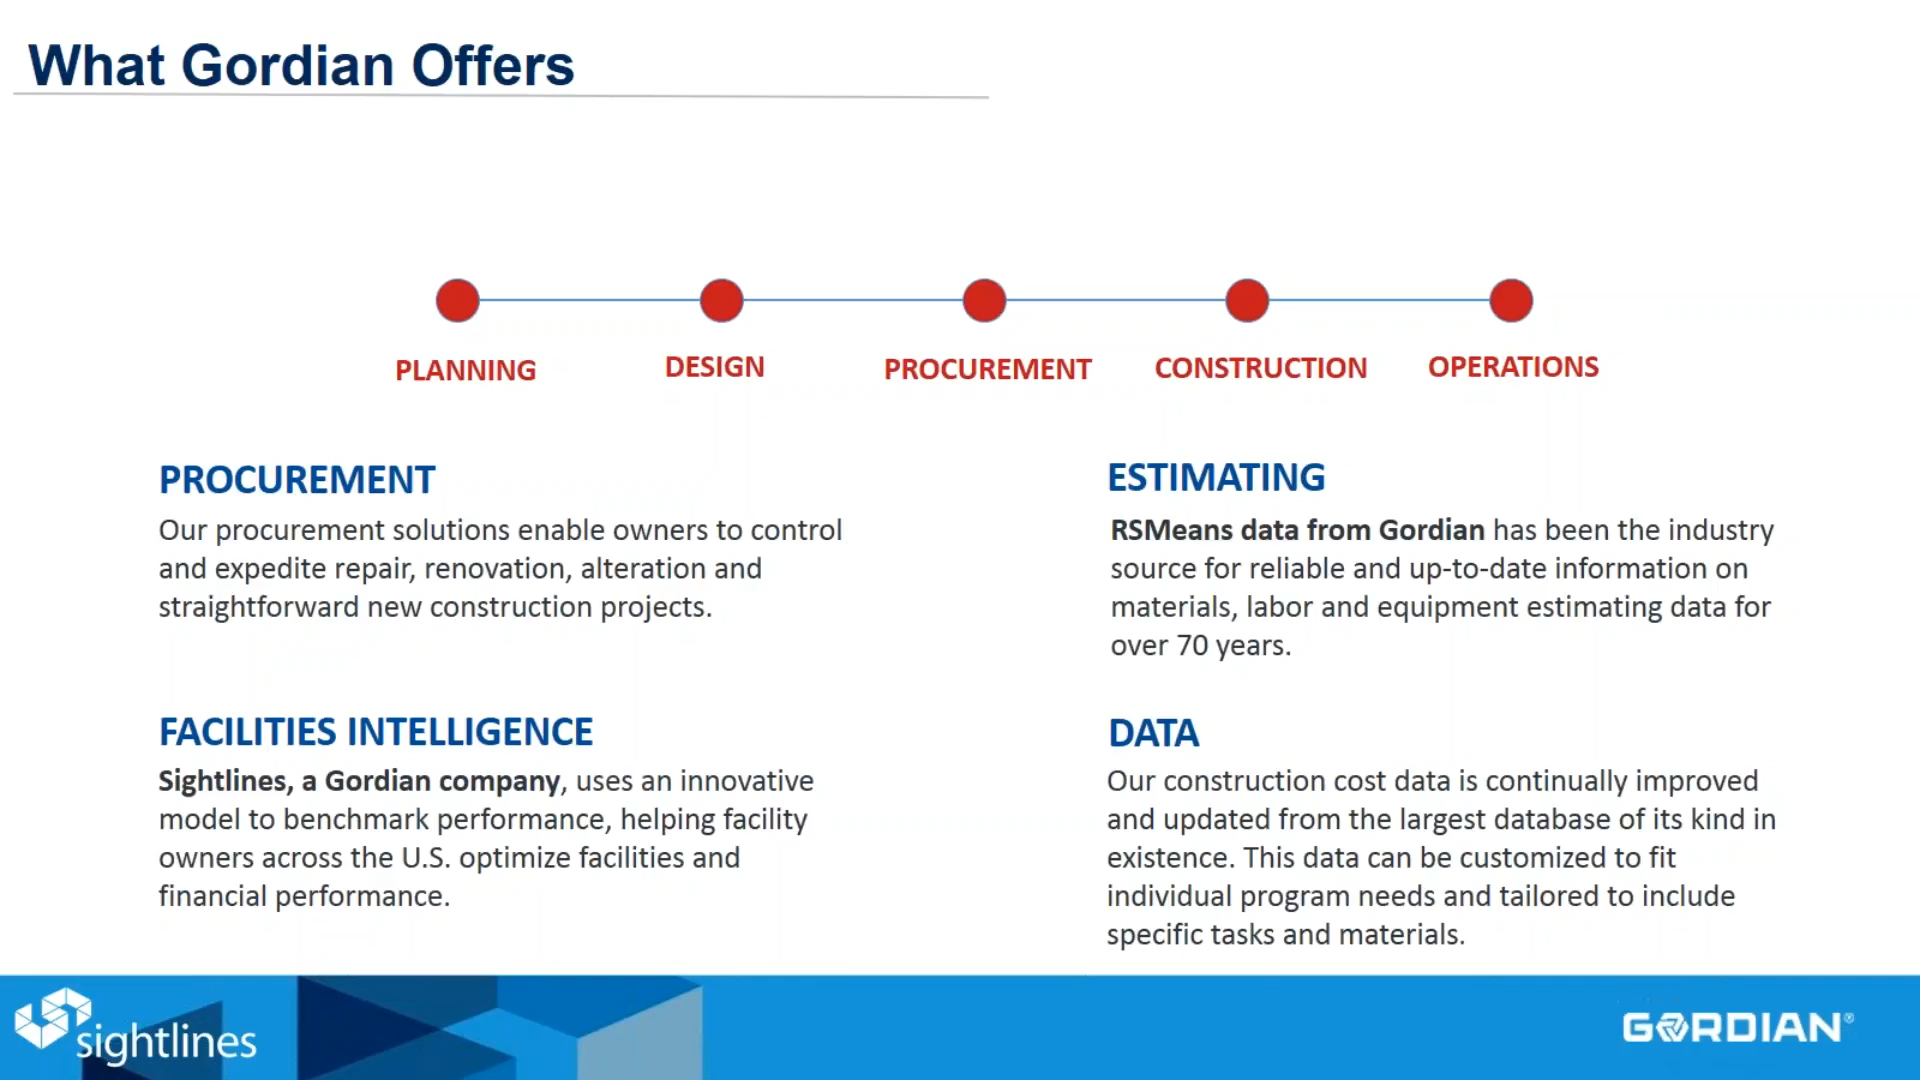 What Gordian Offers
PLANNING
DESIGN
PROCUREMENT
CONSTRUCTION
OPERATIONS
PROCUREMENT
Our procurement solutions enable owners to control
and expedite repair, renovation, alteration and
straightforward new construction projects.
ESTIMATING
RSMeans data from Gordian has been the industry
source for reliable and up-to-date information on
materials, labor and equipment estimating data for
over 70 years.
FACILITIES INTELLIGENCE
Sightlines, a Gordian company, uses an innovative
model to benchmark performance, helping facility
owners across the U.S. optimize facilities and
financial performance.
DATA
Our construction cost data is continually improved
and updated from the largest database of its kind in
existence. This data can be customized to fit
individual program needs and tailored to include
specific tasks and materials.
sightlines
GORDIAN®